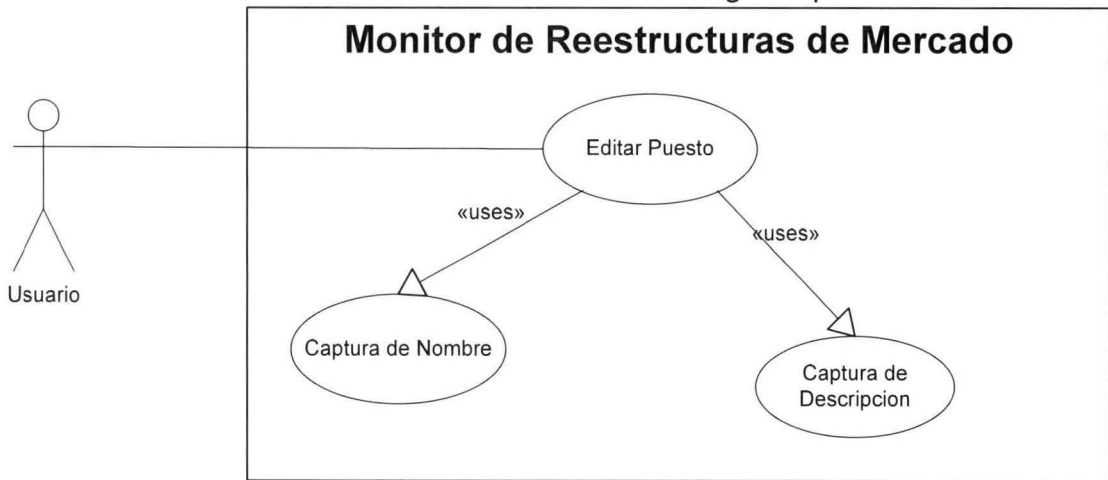 Monitor de Reestructuras de Mercado
Editar Puesto
«uses»
«uses»
Usuario
Captura de Nombre
Captura de
Descripcion